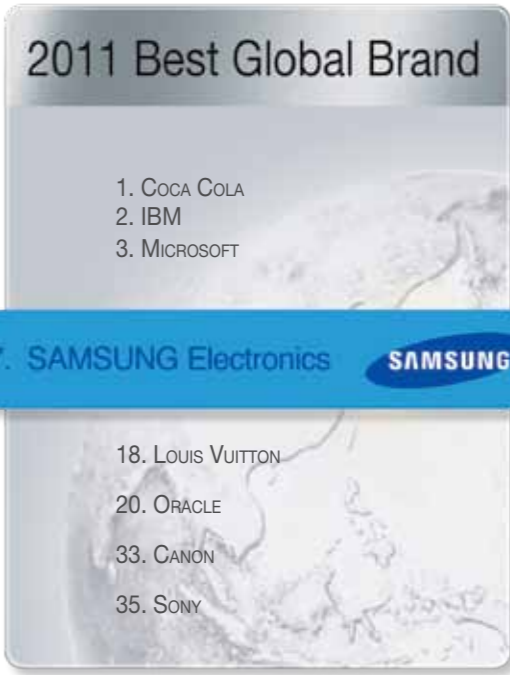 2011 Best Global Brand
1. COCA COLA
2. IBM
3. MICROSOFT
7. SAMSUNG Electronics
SAMSUNG
18. LOUIS VUITTON
20. ORACLE
33. CANON
35. SONY